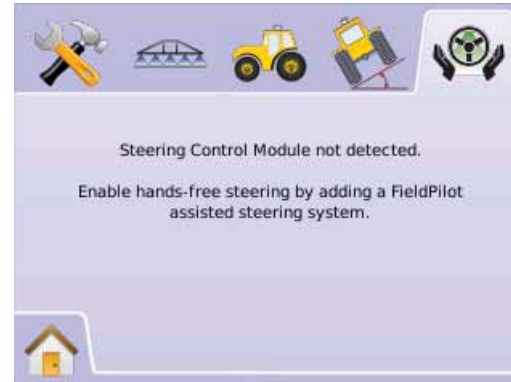 Steering Control Module not detected.
Enable hands-free steering by adding a FieldPilot
assisted steering system.